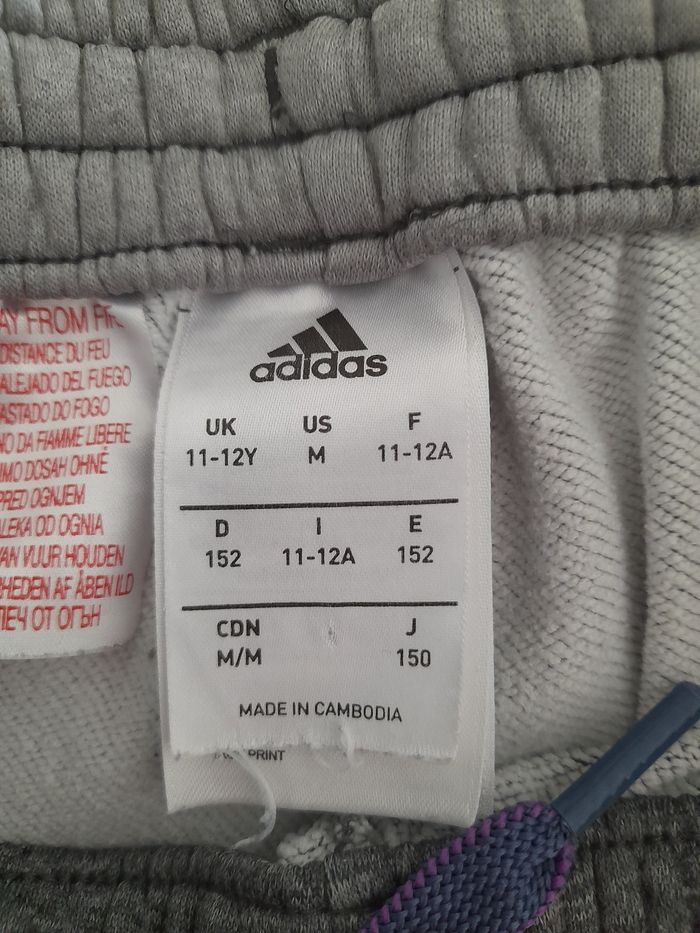 AY FROM FIR
DISTANCE DU FEU
ALEJADO DEL FUEGO
ASTADO DO FOGO
NO DA FIAMME LIBERE
IMO DOSAH OHNĚ
PRED OGNJEM
ALEKA OD OGNIA
VAN VUUR HOUDEN
HEDEN AF ÅBEN ILD
ЛЕЧ ОТ ОГЪН
adidas
UK US F
11-12Y M 11-12A
D I E
152 11-12A 152
CDN J
M/M 150
MADE IN CAMBODIA
PRINT